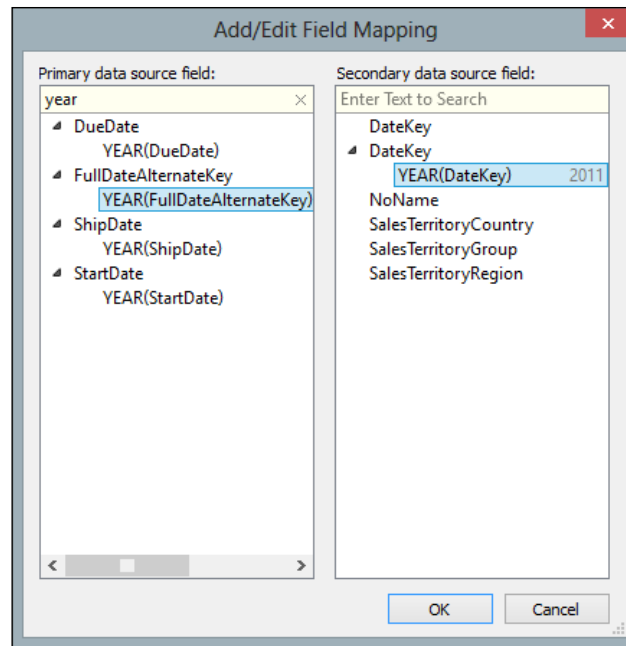 Add/Edit Field Mapping
Primary data source field:
year
DueDate
YEAR(DueDate)
FullDateAlternateKey
YEAR(FullDateAlternateKey)
ShipDate
YEAR(ShipDate)
StartDate
YEAR(StartDate)
Secondary data source field:
Enter Text to Search
DateKey
DateKey
YEAR(DateKey) 2011
NoName
SalesTerritoryCountry
SalesTerritoryGroup
SalesTerritoryRegion
OK
Cancel